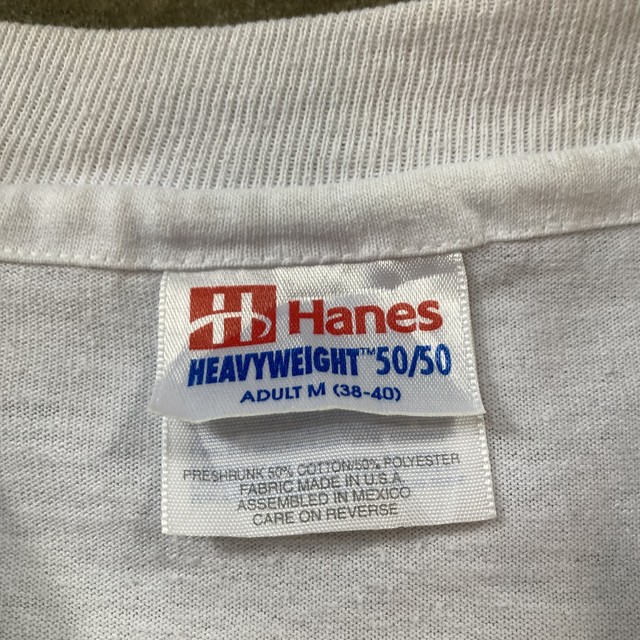 H Hanes
HEAVYWEIGHT™ 50/50
ADULT M (38-40)
PRESHRUNK 50% COTTON/50% POLYESTER
FABRIC MADE IN U.S.A.
ASSEMBLED IN MEXICO
CARE ON REVERSE